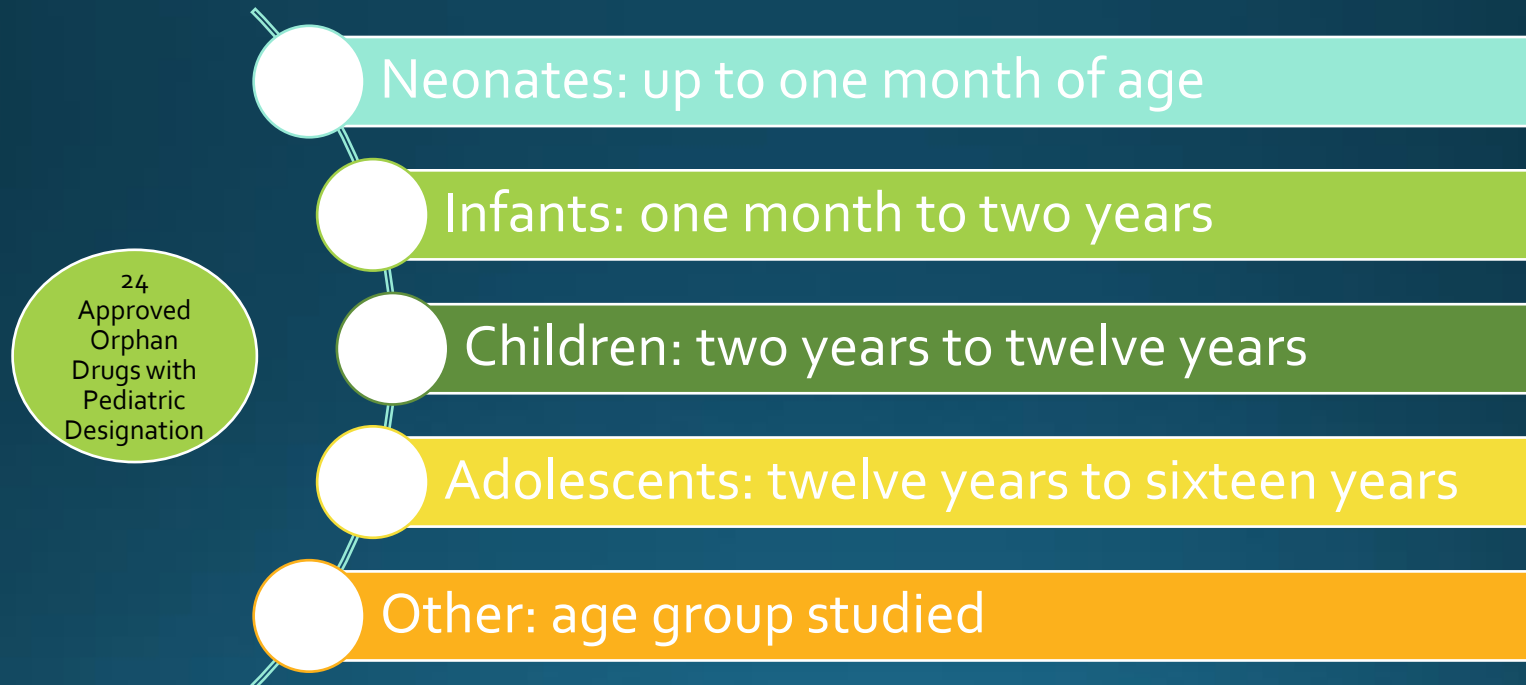 Neonates: up to one month of age
Infants: one month to two years
24
Approved
Orphan
Drugs with
Pediatric
Designation
Children: two years to twelve years
Adolescents: twelve years to sixteen years
Other: age group studied